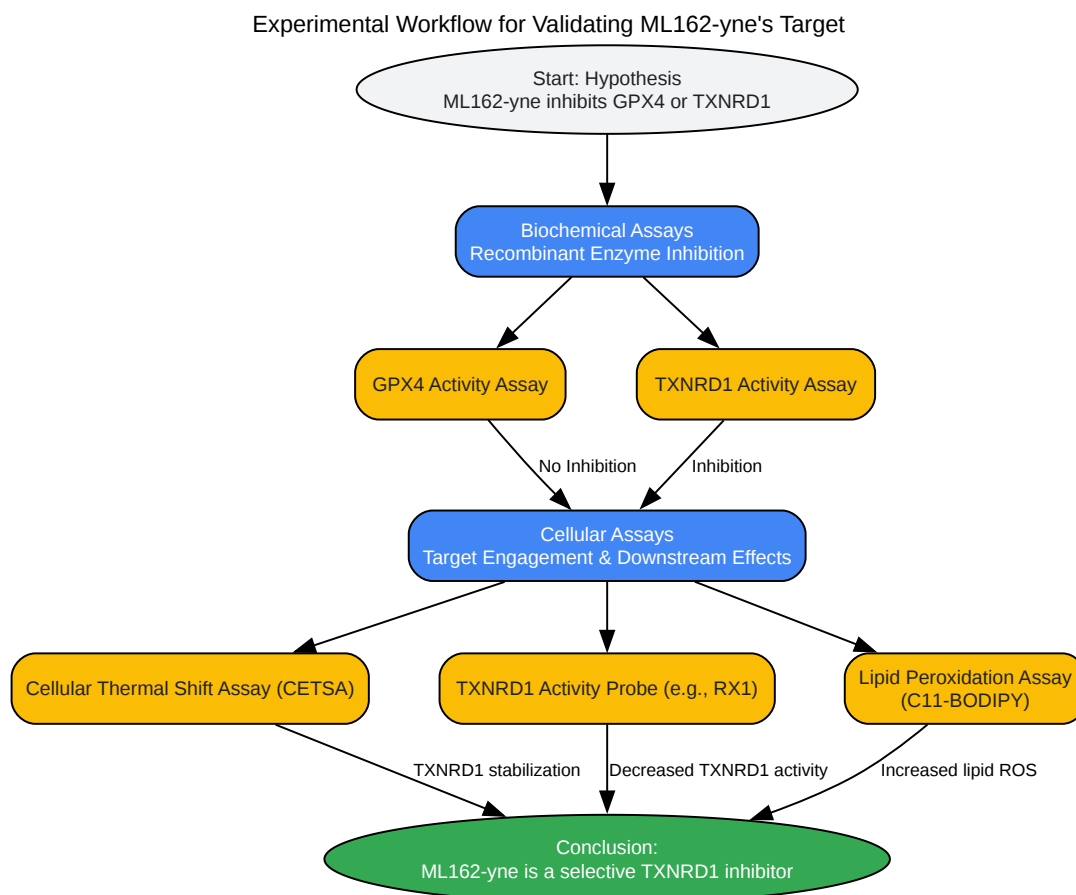 Experimental Workflow for Validating ML162-yne's Target
Start: Hypothesis
ML162-yne inhibits GPX4 or TXNRD1
Biochemical Assays
Recombinant Enzyme Inhibition
GPX4 Activity Assay
TXNRD1 Activity Assay
No Inhibition
Inhibition
Cellular Assays
Target Engagement & Downstream Effects
Cellular Thermal Shift Assay (CETSA)
TXNRD1 Activity Probe (e.g., RX1)
Lipid Peroxidation Assay
(C11-BODIPY)
TXNRD1 stabilization
Decreased TXNRD1 activity
Increased lipid ROS
Conclusion:
ML162-yne is a selective TXNRD1 inhibitor